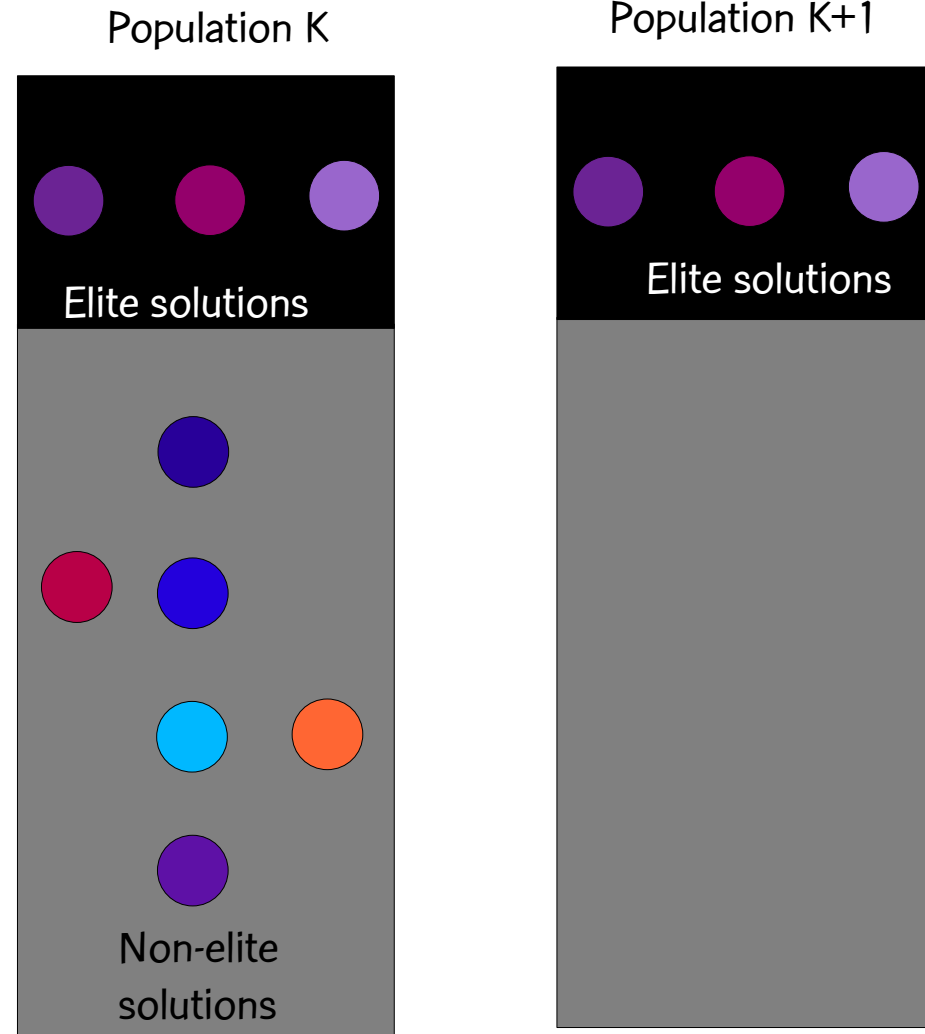 Population K
Population K+1
Elite solutions
Elite solutions
Non-elite
solutions